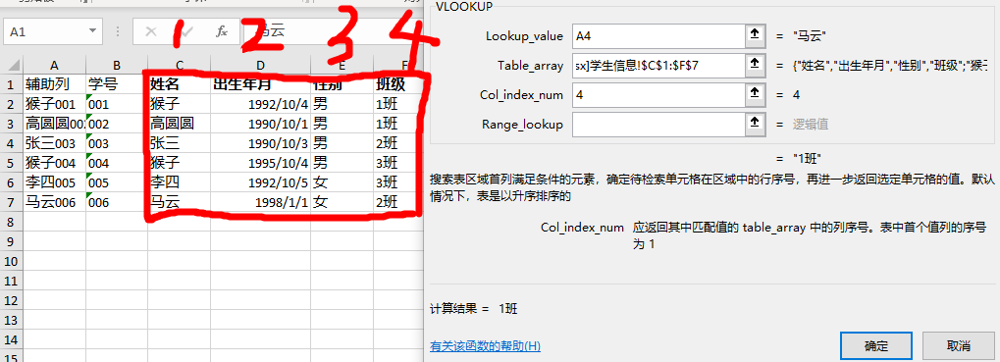 VLOOKUP
A1
马云
1 2 3 4
Lookup_value A4 = "马云"
Table_array sx]学生信息!$C$1:$F$7 = {"姓名","出生年月","性别","班级";"猴子
Col_index_num 4 = 4
Range_lookup = 逻辑值
= "1班"
搜索表区域首列满足条件的元素，确定待检索单元格在区域中的行序号，再进一步返回选定单元格的值。默认
情况下，表是以升序排序的
Col_index_num 应返回其中匹配值的 table_array 中的列序号。表中首个值列的序号
为 1
计算结果 = 1班
有关该函数的帮助(H)
确定 取消
A B C D E F
1 辅助列 学号 姓名 出生年月 性别 班级
2 猴子001 001 猴子 1992/10/4 男 1班
3 高圆圆00 002 高圆圆 1990/10/1 男 1班
4 张三003 003 张三 1990/10/3 男 2班
5 猴子004 004 猴子 1995/10/4 男 3班
6 李四005 005 李四 1992/10/5 女 3班
7 马云006 006 马云 1998/1/1 女 2班
8
9
10
11
12
13
14
15